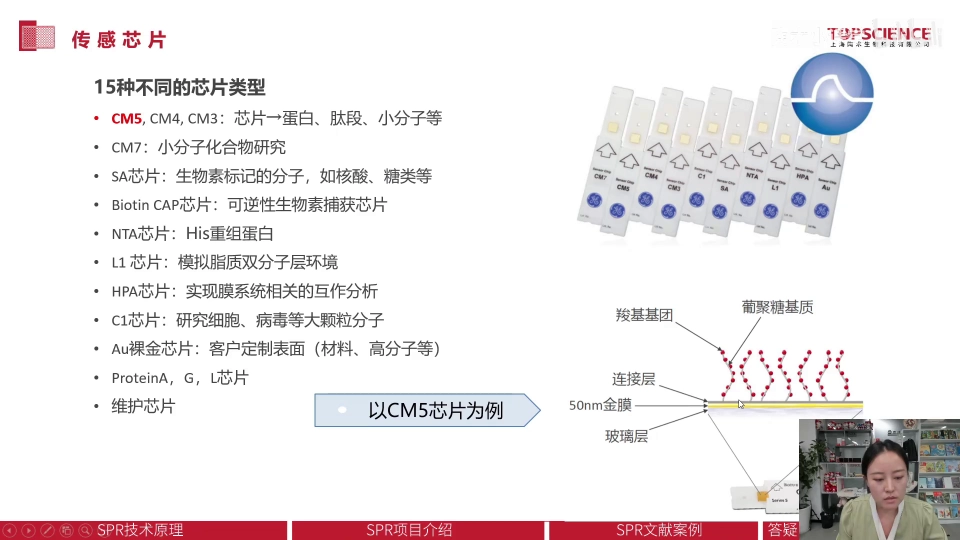 传感芯片
TOPSCIENCE
15种不同的芯片类型
• CM5, CM4, CM3：芯片→蛋白、肽段、小分子等
• CM7：小分子化合物研究
• SA芯片：生物素标记的分子，如核酸、糖类等
• Biotin CAP芯片：可逆性生物素捕获芯片
• NTA芯片：His重组蛋白
• L1 芯片：模拟脂质双分子层环境
• HPA芯片：实现膜系统相关的互作分析
• C1芯片：研究细胞、病毒等大颗粒分子
• Au裸金芯片：客户定制表面（材料、高分子等）
• ProteinA，G，L芯片
• 维护芯片
以CM5芯片为例
CM7
CM5
CM4
CM3
C1
SA
NTA
L1
HPA
Au
羧基基团
葡聚糖基质
连接层
50nm金膜
玻璃层
SPR技术原理
SPR项目介绍
SPR文献案例
答疑